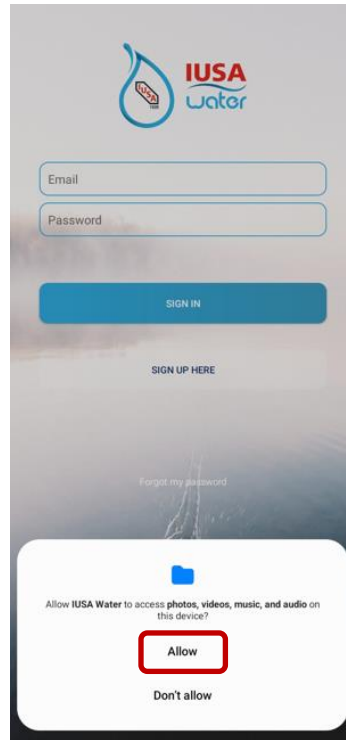 IUSA
water
IUSA
Email
Password
SIGN IN
SIGN UP HERE
Forgot my password
Allow IUSA Water to access photos, videos, music, and audio on
this device?
Allow
Don't allow